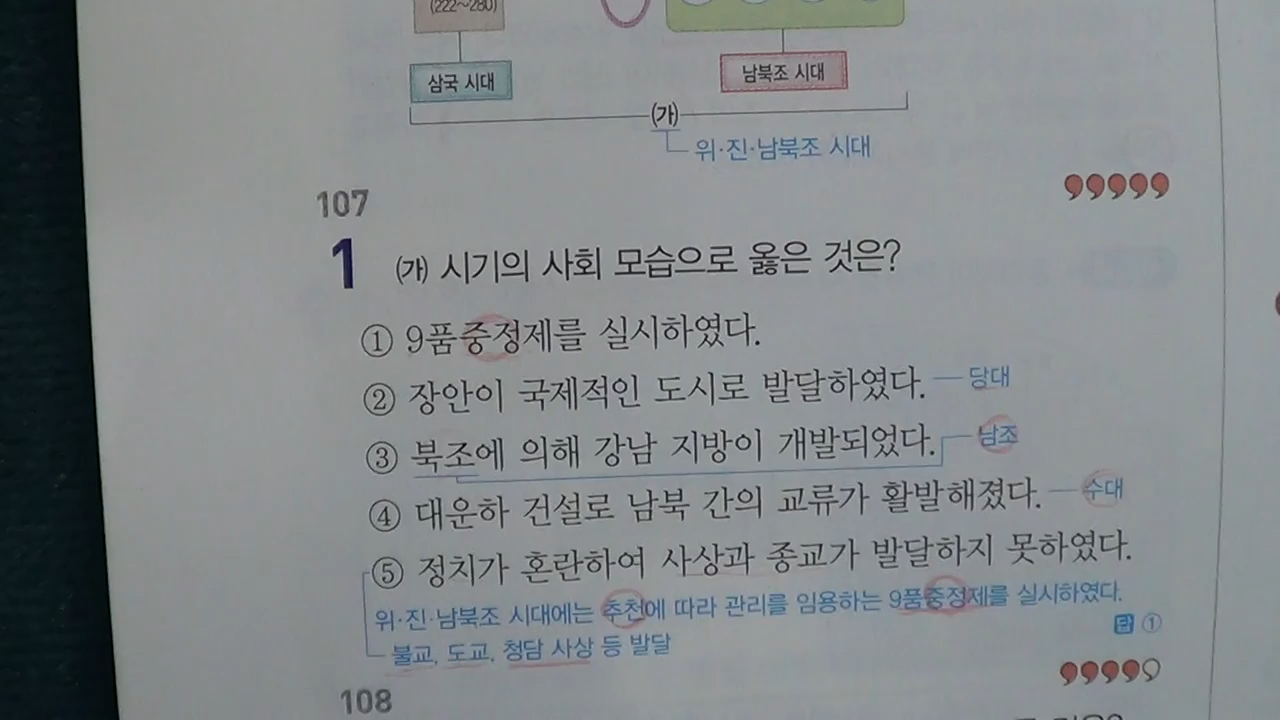 (222~280)
삼국 시대
남북조 시대
(가)
위·진·남북조 시대
107
1 (가) 시기의 사회 모습으로 옳은 것은?
① 9품중정제를 실시하였다.
② 장안이 국제적인 도시로 발달하였다. 당대
③ 북조에 의해 강남 지방이 개발되었다. 남조
④ 대운하 건설로 남북 간의 교류가 활발해졌다. 수대
⑤ 정치가 혼란하여 사상과 종교가 발달하지 못하였다.
위·진·남북조 시대에는 추천에 따라 관리를 임용하는 9품중정제를 실시하였다.
답 ①
불교, 도교, 청담 사상 등 발달
108